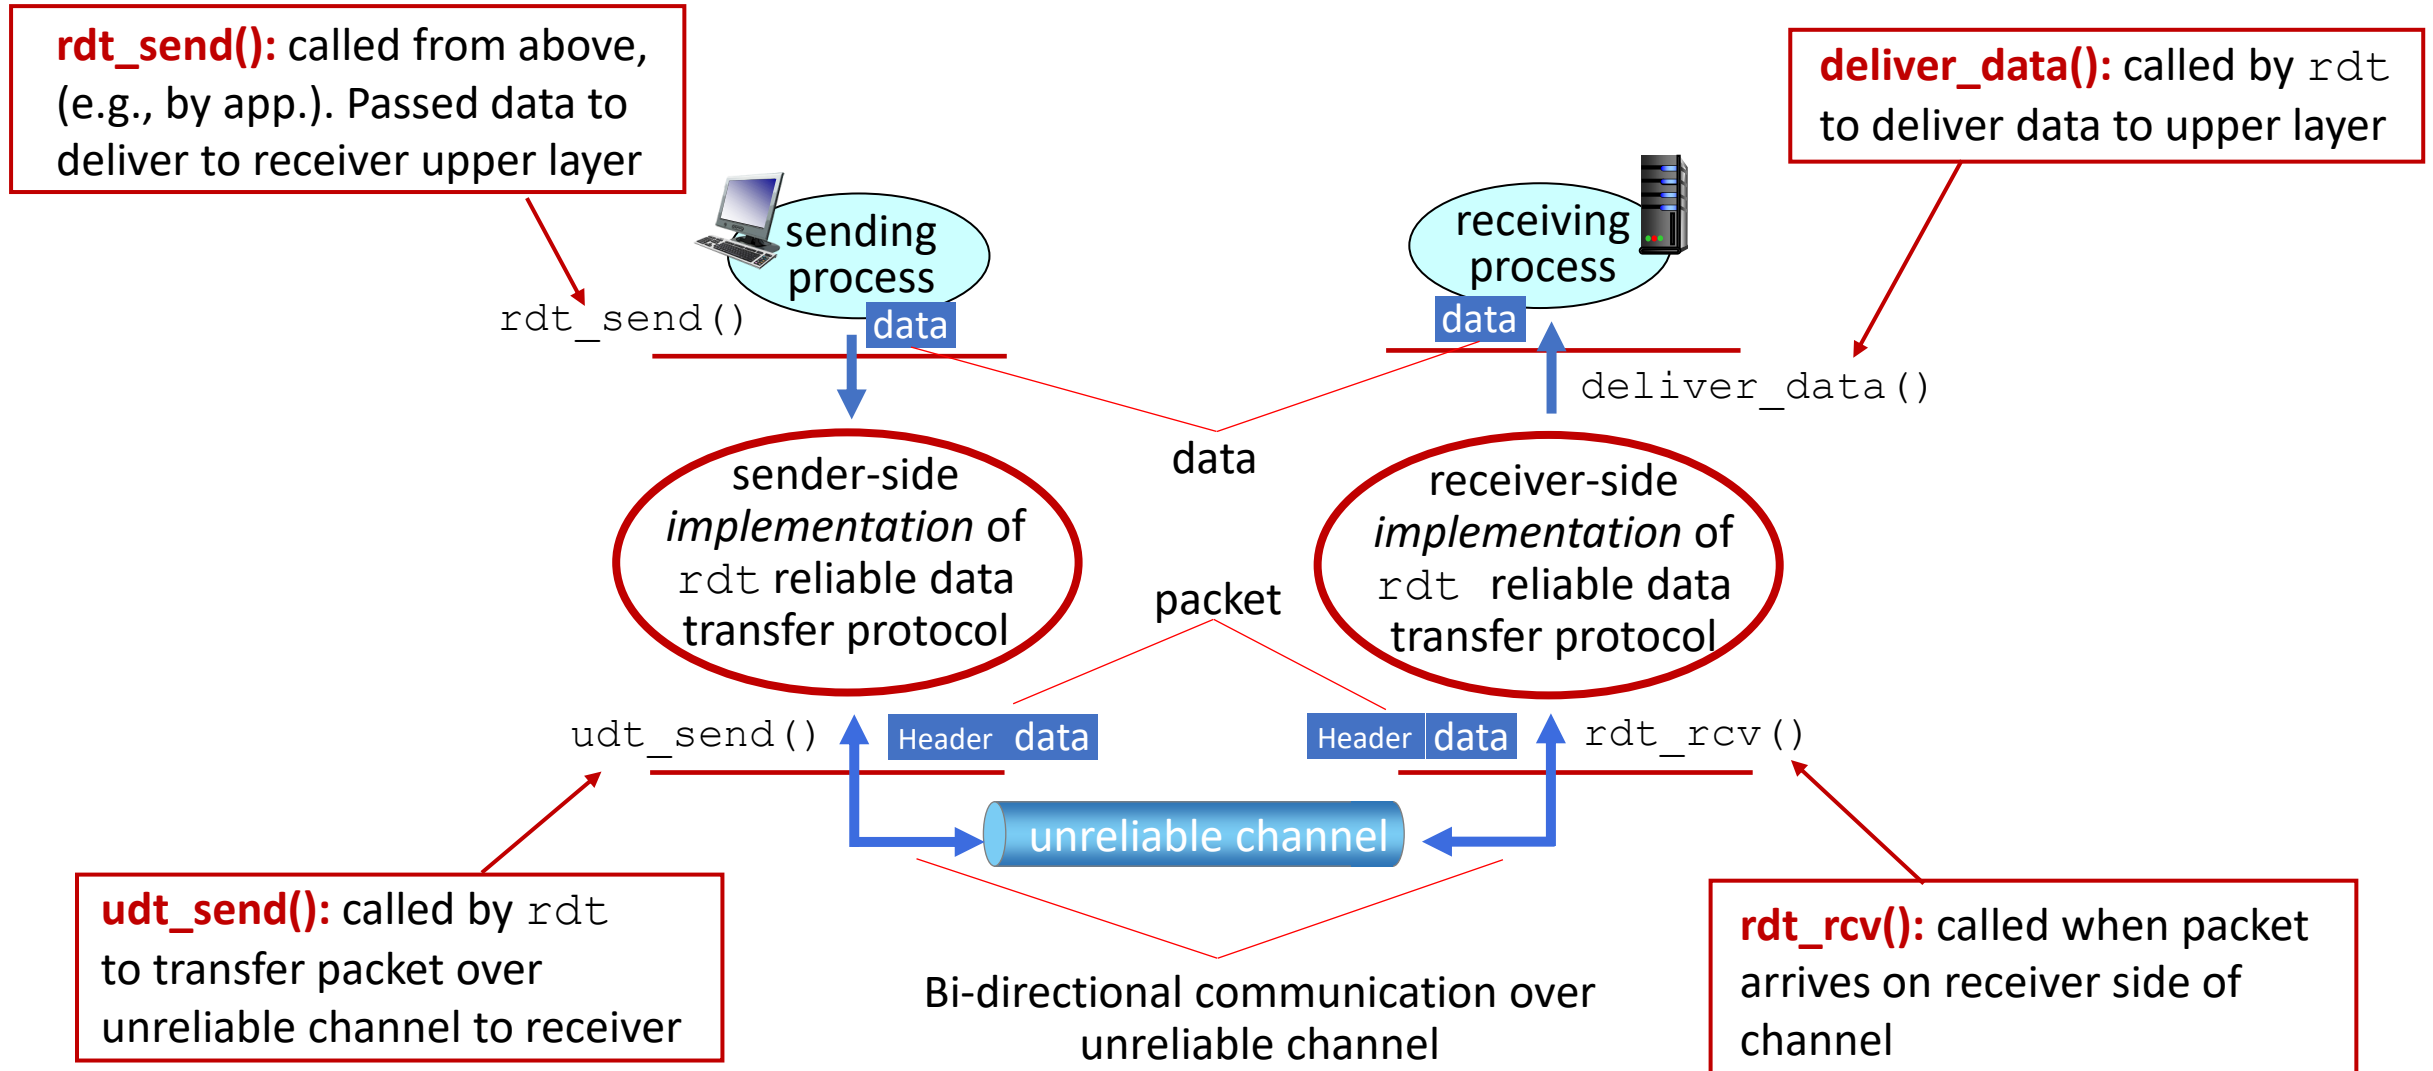 rdt_send(): called from above,
(e.g., by app.). Passed data to
deliver to receiver upper layer
deliver_data(): called by rdt
to deliver data to upper layer
sending
process
receiving
process
rdt_send()
data
data
deliver_data()
data
sender-side
implementation of
rdt reliable data
transfer protocol
receiver-side
implementation of
rdt reliable data
transfer protocol
packet
udt_send()
Header data
Header data
rdt_rcv()
unreliable channel
udt_send(): called by rdt
to transfer packet over
unreliable channel to receiver
Bi-directional communication over
unreliable channel
rdt_rcv(): called when packet
arrives on receiver side of
channel